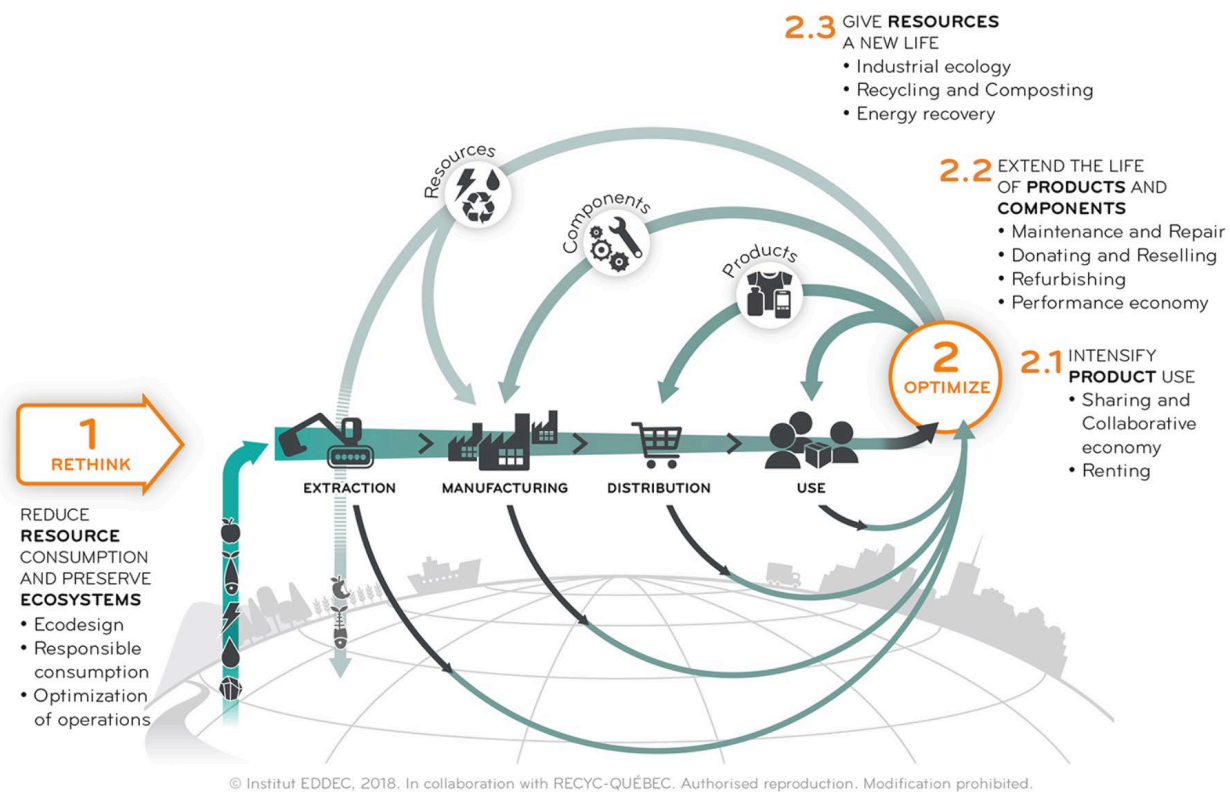 2.3 GIVE RESOURCES
A NEW LIFE
• Industrial ecology
• Recycling and Composting
• Energy recovery
2.2 EXTEND THE LIFE
OF PRODUCTS AND
COMPONENTS
• Maintenance and Repair
• Donating and Reselling
• Refurbishing
• Performance economy
Resources
Components
Products
2
OPTIMIZE
2.1 INTENSIFY
PRODUCT USE
• Sharing and
Collaborative
economy
• Renting
1
RETHINK
REDUCE
RESOURCE
CONSUMPTION
AND PRESERVE
ECOSYSTEMS
• Ecodesign
• Responsible
consumption
• Optimization
of operations
EXTRACTION
MANUFACTURING
DISTRIBUTION
USE
© Institut EDDEC, 2018. In collaboration with RECYC-QUÉBEC. Authorised reproduction. Modification prohibited.